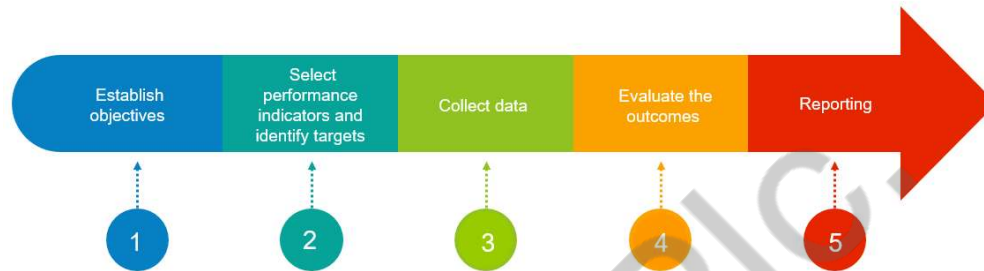 Establish
objectives
Select
performance
indicators and
identify targets
Collect data
Evaluate the
outcomes
Reporting
1
2
3
4
5